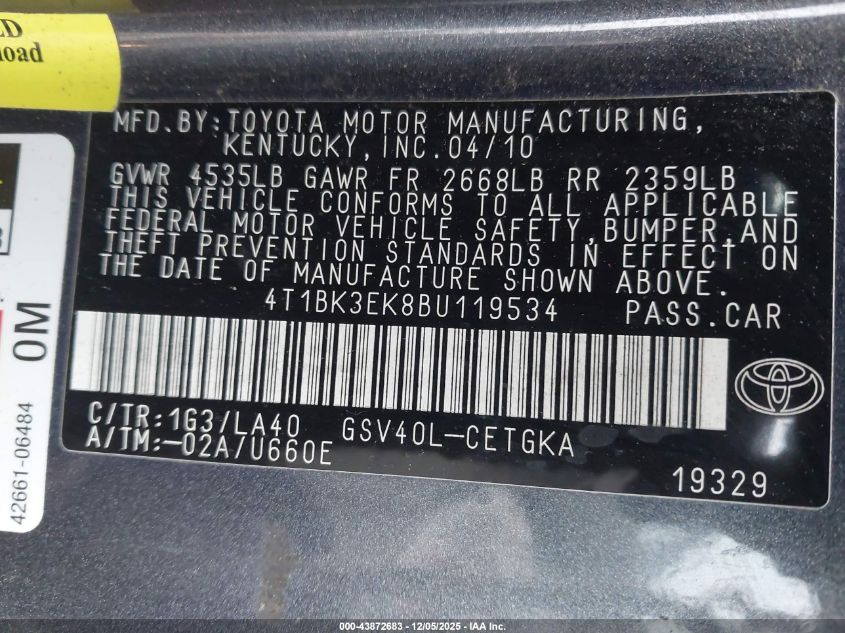 LD
MFD.BY:TOYOTA MOTOR MANUFACTURING,
KENTUCKY,INC.04/10
GVWR 4535LB GAWR FR 2668LB RR 2359LB
THIS VEHICLE CONFORMS TO ALL APPLICABLE
FEDERAL MOTOR VEHICLE SAFETY,BUMPER,AND
THEFT PREVENTION STANDARDS IN EFFECT ON
THE DATE OF MANUFACTURE SHOWN ABOVE.
4T1BK3EK8BU119534 PASS.CAR
C/TR:1G3/LA40 GSV40L-CETGKA
A/TM:-02A/U660E
19329
0M
42661-06484
000-43872683 - 12/05/2025 - IAA Inc.